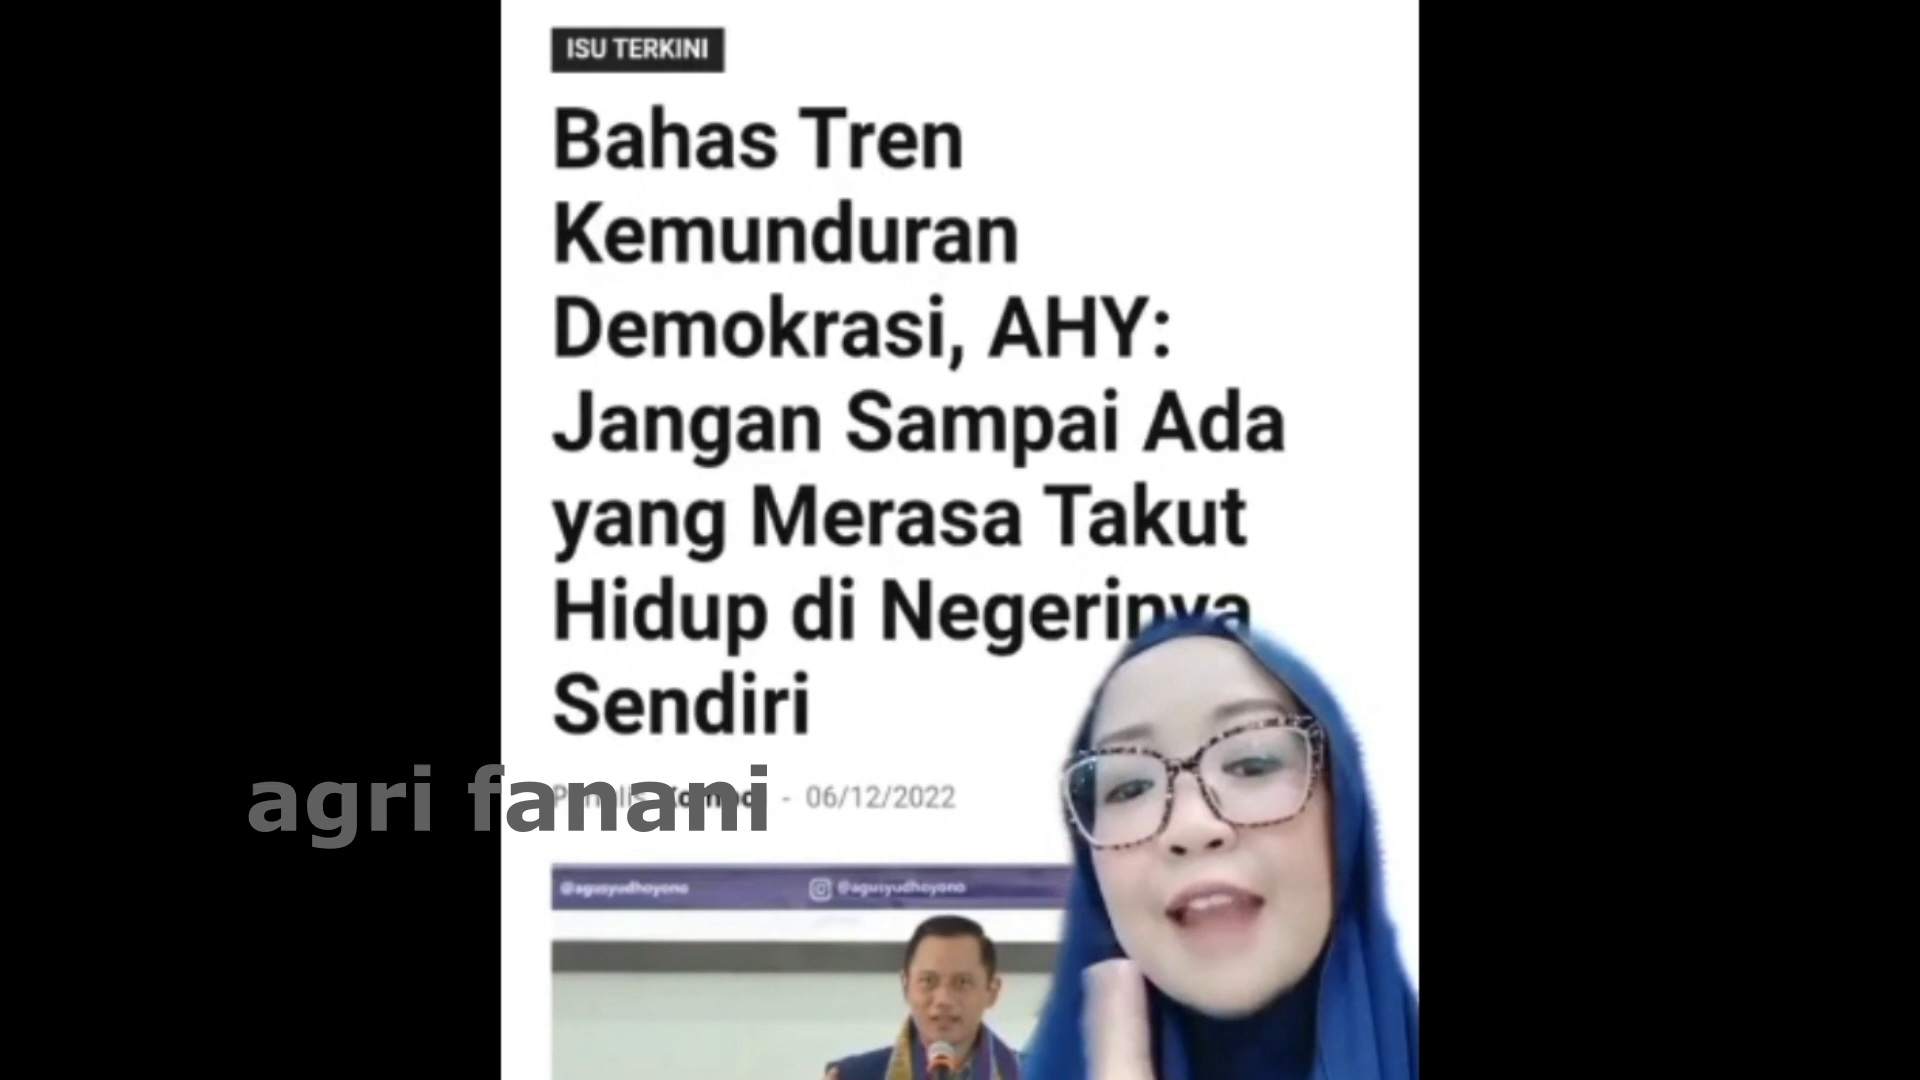 ISU TERKINI
Bahas Tren
Kemunduran
Demokrasi, AHY:
Jangan Sampai Ada
yang Merasa Takut
Hidup di Negerinya
Sendiri
agri fanani
- 06/12/2022
@agusyudhoyono @agusyudhoyono